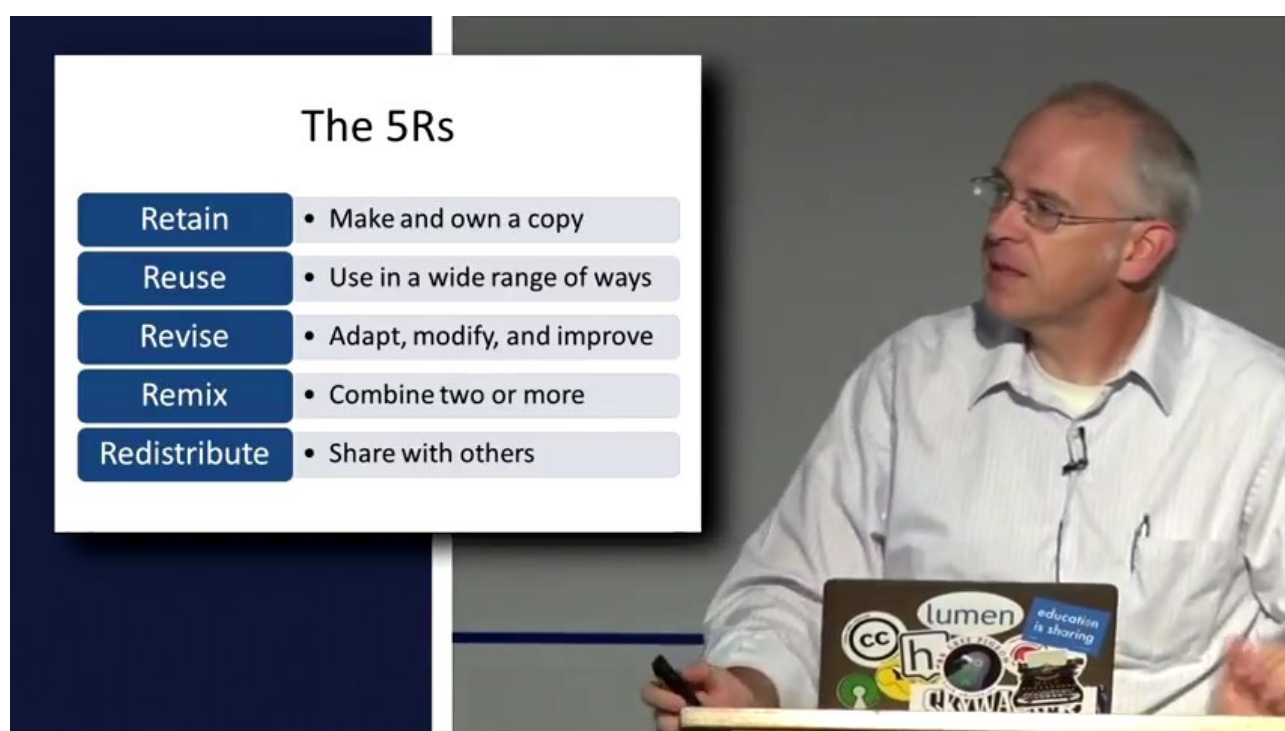 The 5Rs
Retain
• Make and own a copy
Reuse
• Use in a wide range of ways
Revise
• Adapt, modify, and improve
Remix
• Combine two or more
Redistribute
• Share with others
lumen
education
is sharing
cc
h